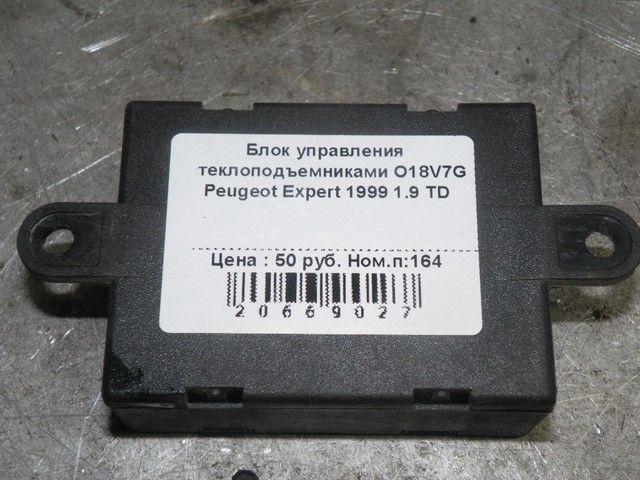 Блок управления
теклоподъемниками O18V7G
Peugeot Expert 1999 1.9 TD
Цена : 50 руб. Ном.п:164
20669027